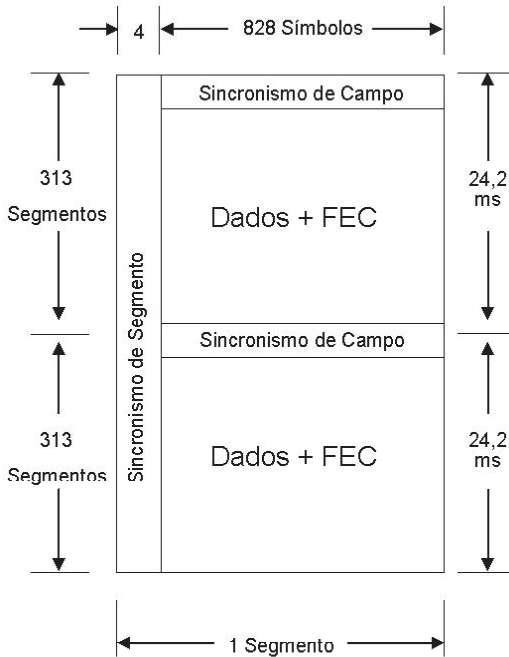 4
828 Símbolos
Sincronismo de Campo
313
Segmentos
Dados + FEC
24,2
ms
Sincronismo de Segmento
Sincronismo de Campo
313
Segmentos
Dados + FEC
24,2
ms
1 Segmento